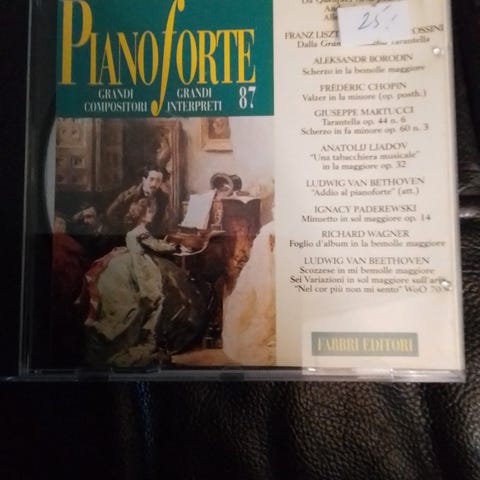 PIANOFORTE
GRANDI COMPOSITORI
GRANDI INTERPRETI
87
25
FRANZ LISZT
OSSINI
Dalla
Tarantella
ALEKSANDR BORODIN
Scherzo in la bemolle maggiore
FRÉDÉRIC CHOPIN
Valzer in la minore (op. posth.)
GIUSEPPE MARTUCCI
Tarantella op. 44 n. 6
Scherzo in fa minore op. 60 n. 3
ANATOLIJ LJADOV
"Una tabacchiera musicale"
in la maggiore op. 32
LUDWIG VAN BETHOVEN
"Addio al pianoforte" (att.)
IGNACY PADEREWSKI
Minuetto in sol maggiore op. 14
RICHARD WAGNER
Foglio d'album in la bemolle maggiore
LUDWIG VAN BEETHOVEN
Scozzese in mi bemolle maggiore
Sei Variazioni in sol maggiore sull'aria
"Nel cor più non mi sento" WoO 70
FABBRI EDITORI